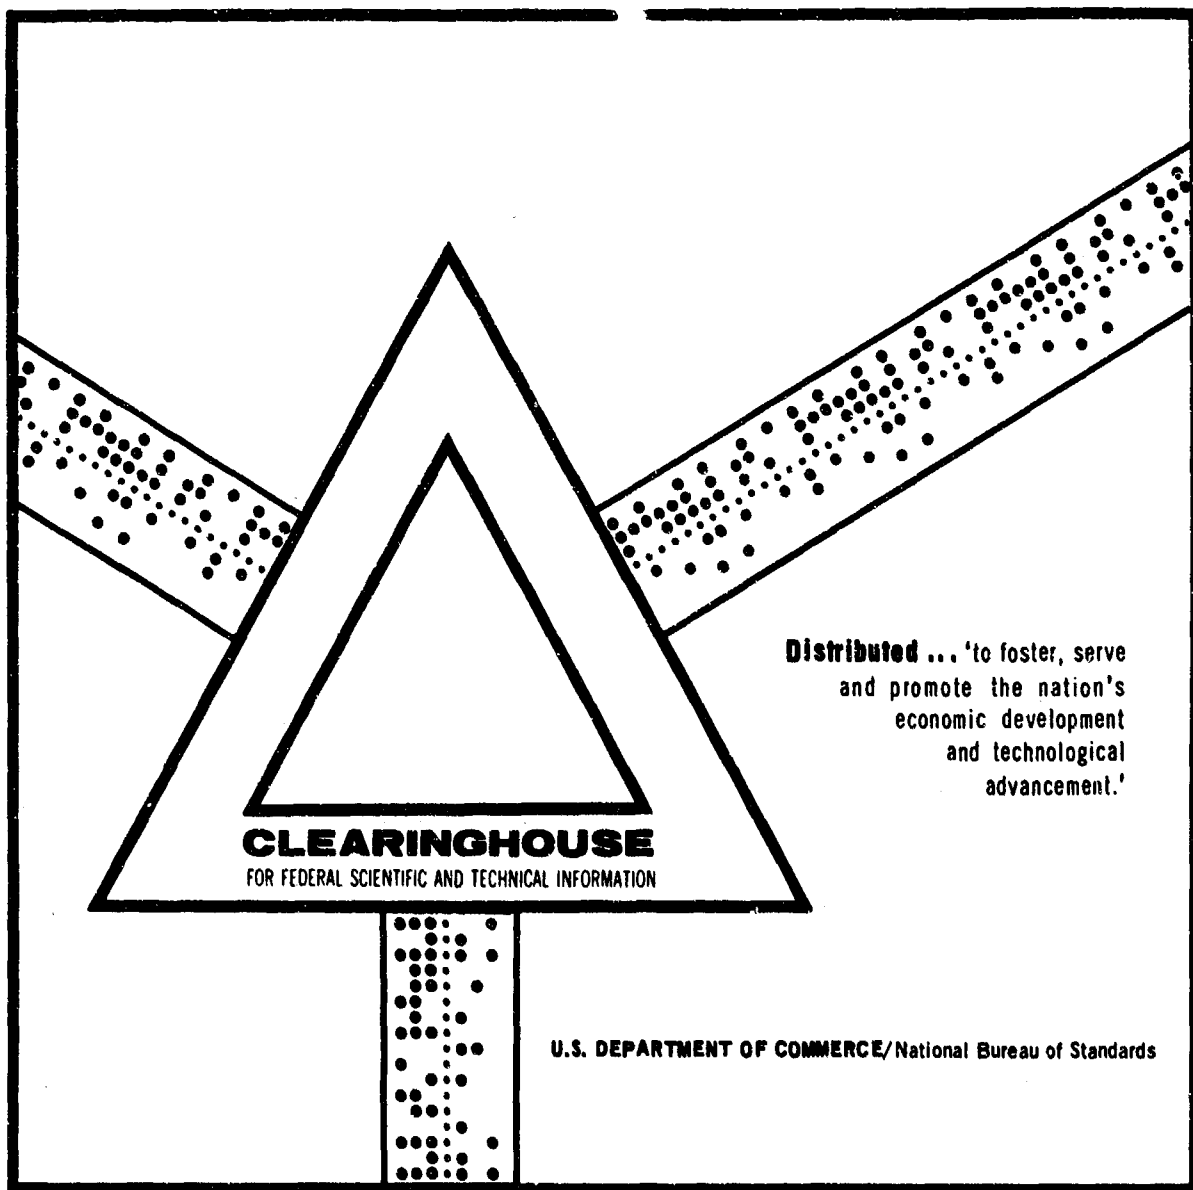 Distributed ... 'to foster, serve
and promote the nation's
economic development
and technological
advancement.'
CLEARINGHOUSE
FOR FEDERAL SCIENTIFIC AND TECHNICAL INFORMATION
U.S. DEPARTMENT OF COMMERCE/National Bureau of Standards